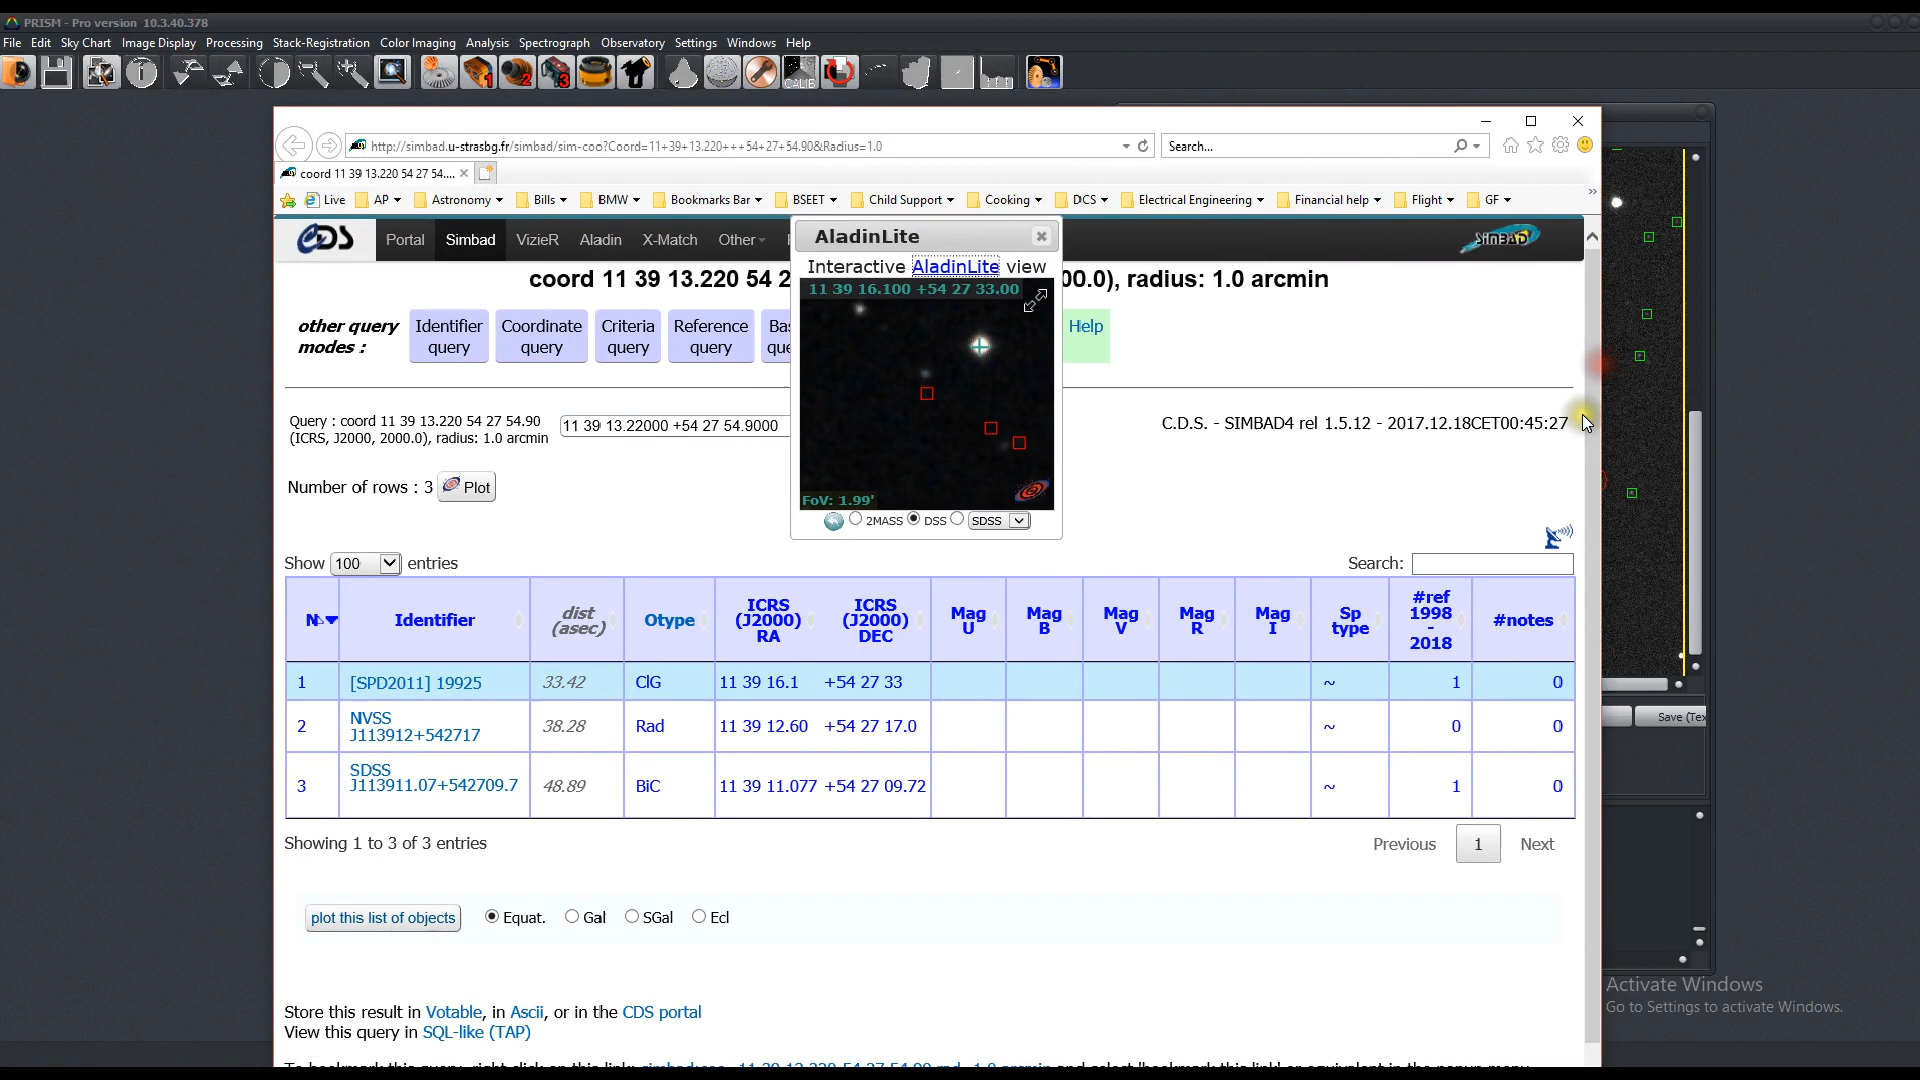 PRISM - Pro version 10.3.40.378
File Edit Sky Chart Image Display Processing Stack-Registration Color Imaging Analysis Spectrograph Observatory Settings Windows Help
1 2 3 CALIB
http://simbad.u-strasbg.fr/simbad/sim-coo?Coord=11+39+13.220+++54+27+54.90&Radius=1.0
Search...
coord 11 39 13.220 54 27 54....
Live AP Astronomy Bills BMW Bookmarks Bar BSEET Child Support Cooking DCS Electrical Engineering Financial help Flight GF
CDS Portal Simbad VizieR Aladin X-Match Other
SIMBAD
AladinLite
Interactive AladinLite view
coord 11 39 13.220 54 2
00.0), radius: 1.0 arcmin
11 39 16.100 +54 27 33.00
other query
modes :
Identifier
query
Coordinate
query
Criteria
query
Reference
query
Bas
que
Help
Query : coord 11 39 13.220 54 27 54.90
(ICRS, J2000, 2000.0), radius: 1.0 arcmin
11 39 13.22000 +54 27 54.9000
C.D.S. - SIMBAD4 rel 1.5.12 - 2017.12.18CET00:45:27
Number of rows : 3 Plot
FoV: 1.99'
2MASS DSS SDSS
Show 100 entries
Search:
N Identifier dist
(asec) Otype ICRS
(J2000)
RA ICRS
(J2000)
DEC Mag
U Mag
B Mag
V Mag
R Mag
I Sp
type #ref
1998
-
2018 #notes
1 [SPD2011] 19925 33.42 ClG 11 39 16.1 +54 27 33 ~ 1 0
2 NVSS
J113912+542717 38.28 Rad 11 39 12.60 +54 27 17.0 ~ 0 0
3 SDSS
J113911.07+542709.7 48.89 BiC 11 39 11.077 +54 27 09.72 ~ 1 0
Showing 1 to 3 of 3 entries
Previous 1 Next
plot this list of objects Equat. Gal SGal Ecl
Store this result in Votable, in Ascii, or in the CDS portal
View this query in SQL-like (TAP)
Save (Tex
Activate Windows
Go to Settings to activate Windows.